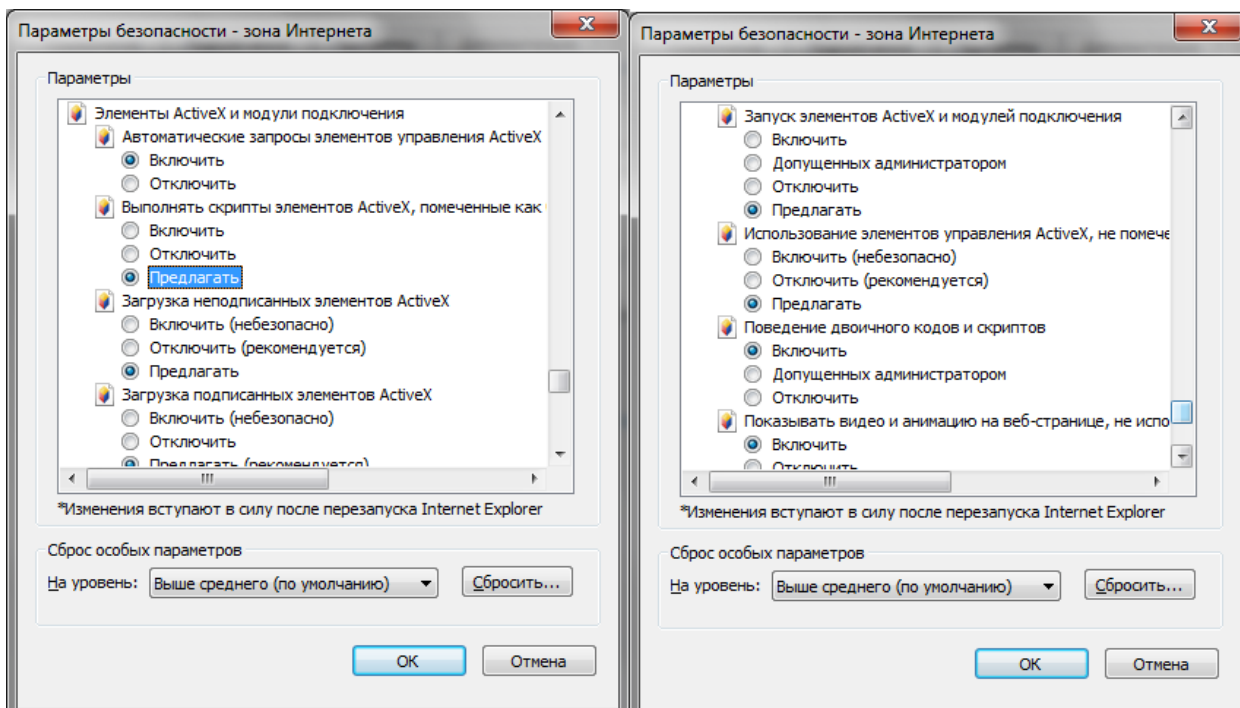 Параметры безопасности - зона Интернета
Параметры
Элементы ActiveX и модули подключения
Автоматические запросы элементов управления ActiveX
Включить
Отключить
Выполнять скрипты элементов ActiveX, помеченные как
Включить
Отключить
Предлагать
Загрузка неподписанных элементов ActiveX
Включить (небезопасно)
Отключить (рекомендуется)
Предлагать
Загрузка подписанных элементов ActiveX
Включить (небезопасно)
Отключить
Предлагать (рекомендуется)
*Изменения вступают в силу после перезапуска Internet Explorer
Сброс особых параметров
На уровень: Выше среднего (по умолчанию) Сбросить...
ОК Отмена
Параметры безопасности - зона Интернета
Параметры
Запуск элементов ActiveX и модулей подключения
Включить
Допущенных администратором
Отключить
Предлагать
Использование элементов управления ActiveX, не помече
Включить (небезопасно)
Отключить (рекомендуется)
Предлагать
Поведение двоичного кодов и скриптов
Включить
Допущенных администратором
Отключить
Показывать видео и анимацию на веб-странице, не испо
Включить
Отключить
*Изменения вступают в силу после перезапуска Internet Explorer
Сброс особых параметров
На уровень: Выше среднего (по умолчанию) Сбросить...
ОК Отмена